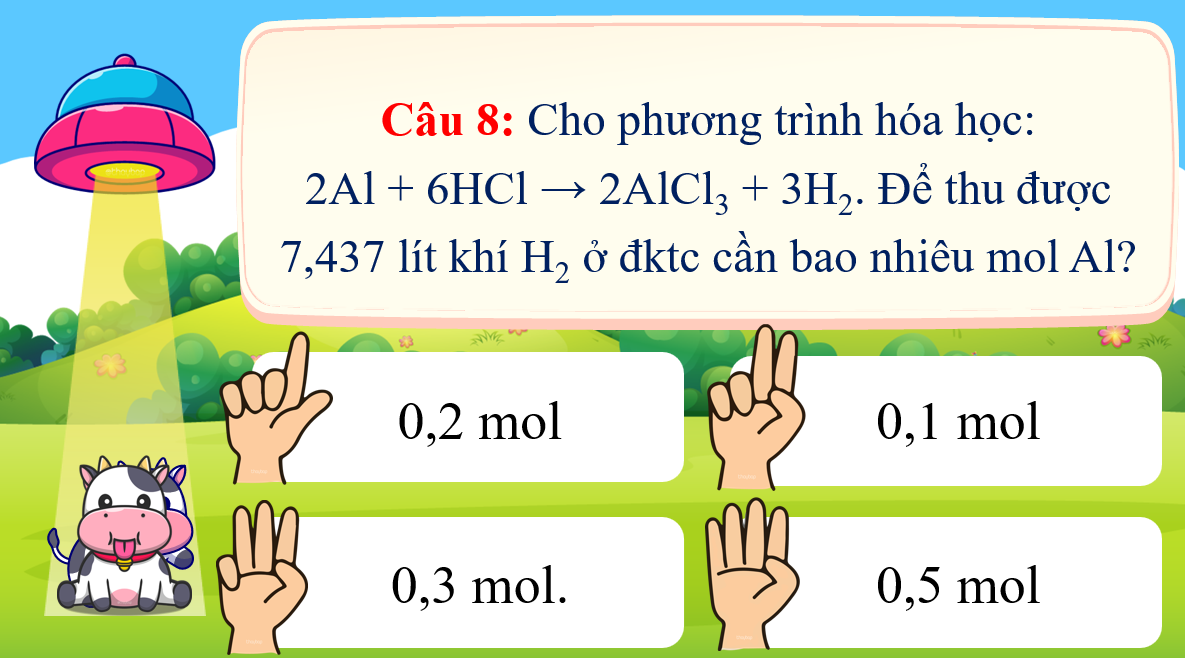 Câu 8: Cho phương trình hóa học:
2Al + 6HCl → 2AlCl₃ + 3H₂. Để thu được
7,437 lít khí H₂ ở đktc cần bao nhiêu mol Al?
0,2 mol
0,1 mol
0,3 mol.
0,5 mol